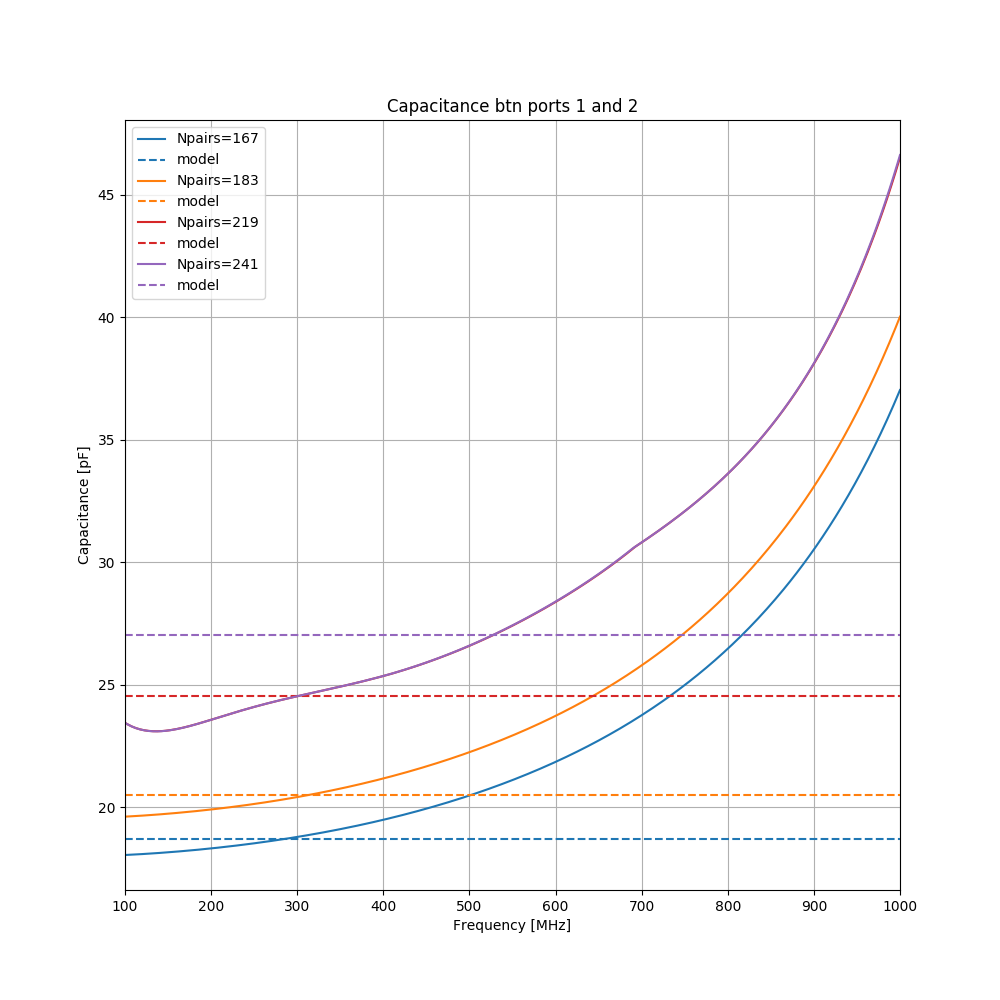 Capacitance btn ports 1 and 2
Npairs=167
model
Npairs=183
model
Npairs=219
model
Npairs=241
model
45
40
35
30
25
20
Capacitance [pF]
100 200 300 400 500 600 700 800 900 1000
Frequency [MHz]